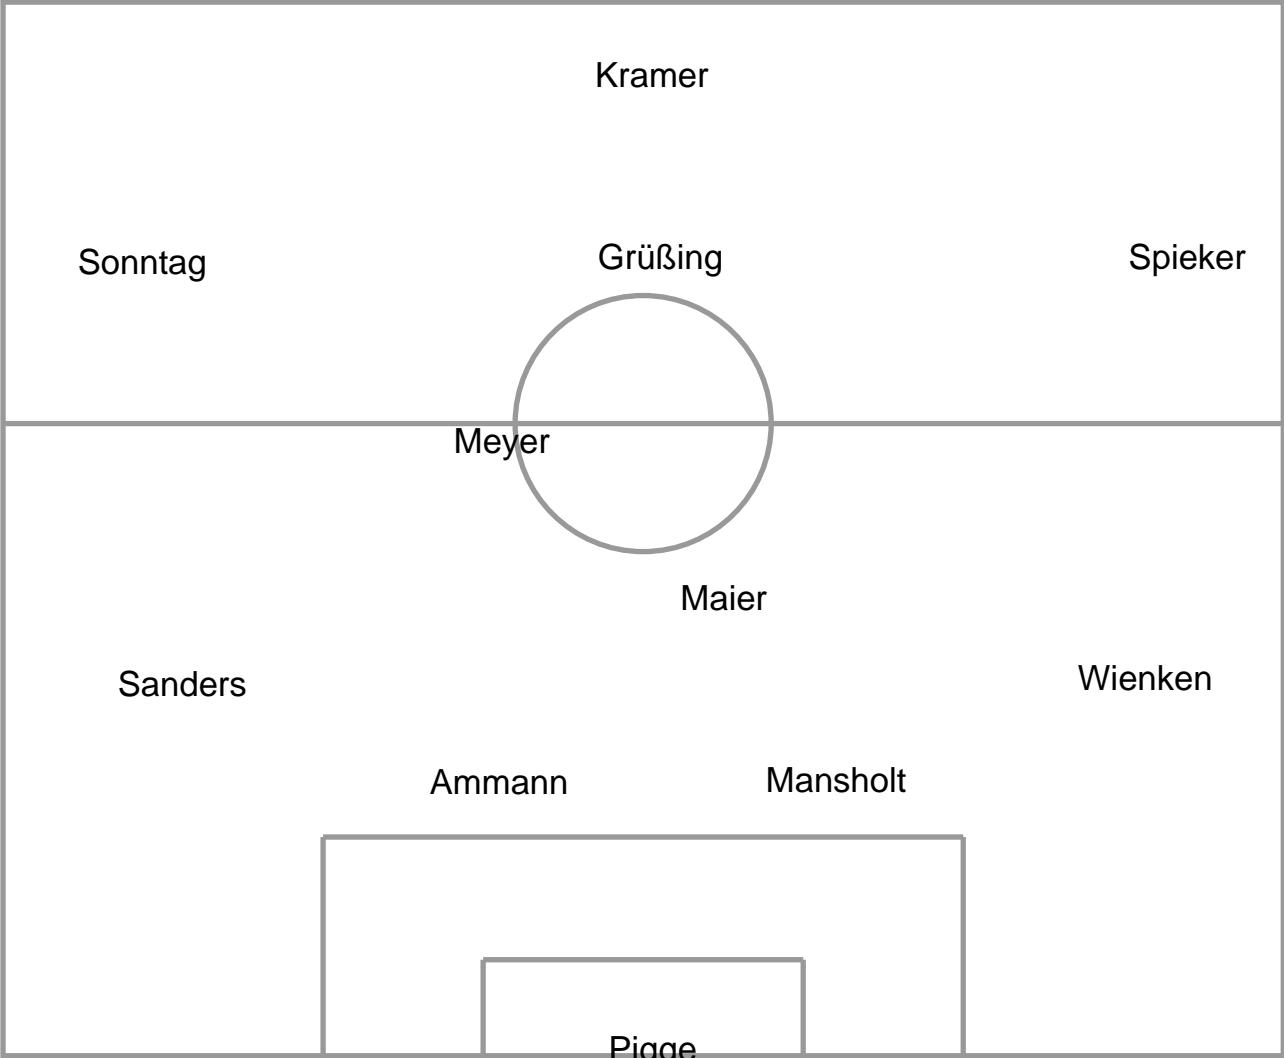 Kramer
Sonntag
Grüßing
Spieker
Meyer
Maier
Sanders
Wienken
Ammann
Mansholt
Pigge